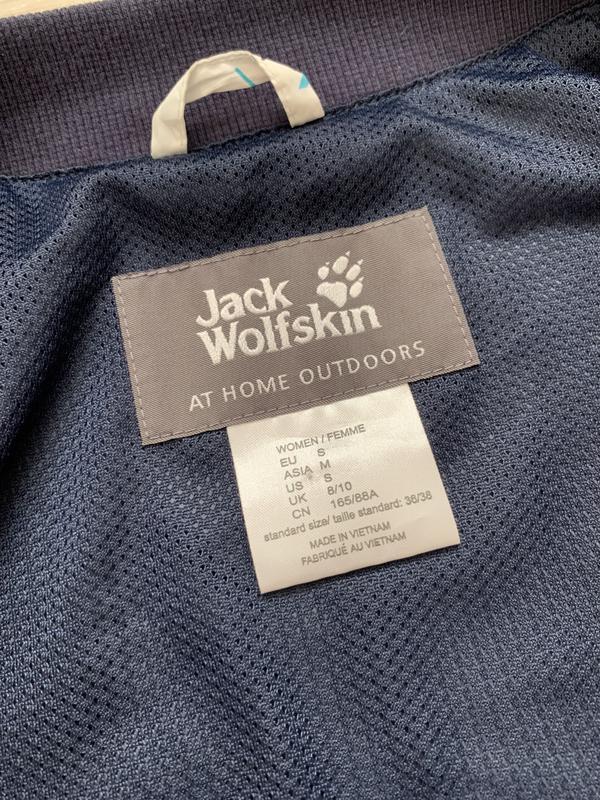 Jack
Wolfskin
AT HOME OUTDOORS
WOMEN / FEMME
EU S
ASIA M
US S
UK 8/10
CN 165/88A
standard size/ taille standard: 36/38
MADE IN VIETNAM
FABRIQUÉ AU VIETNAM